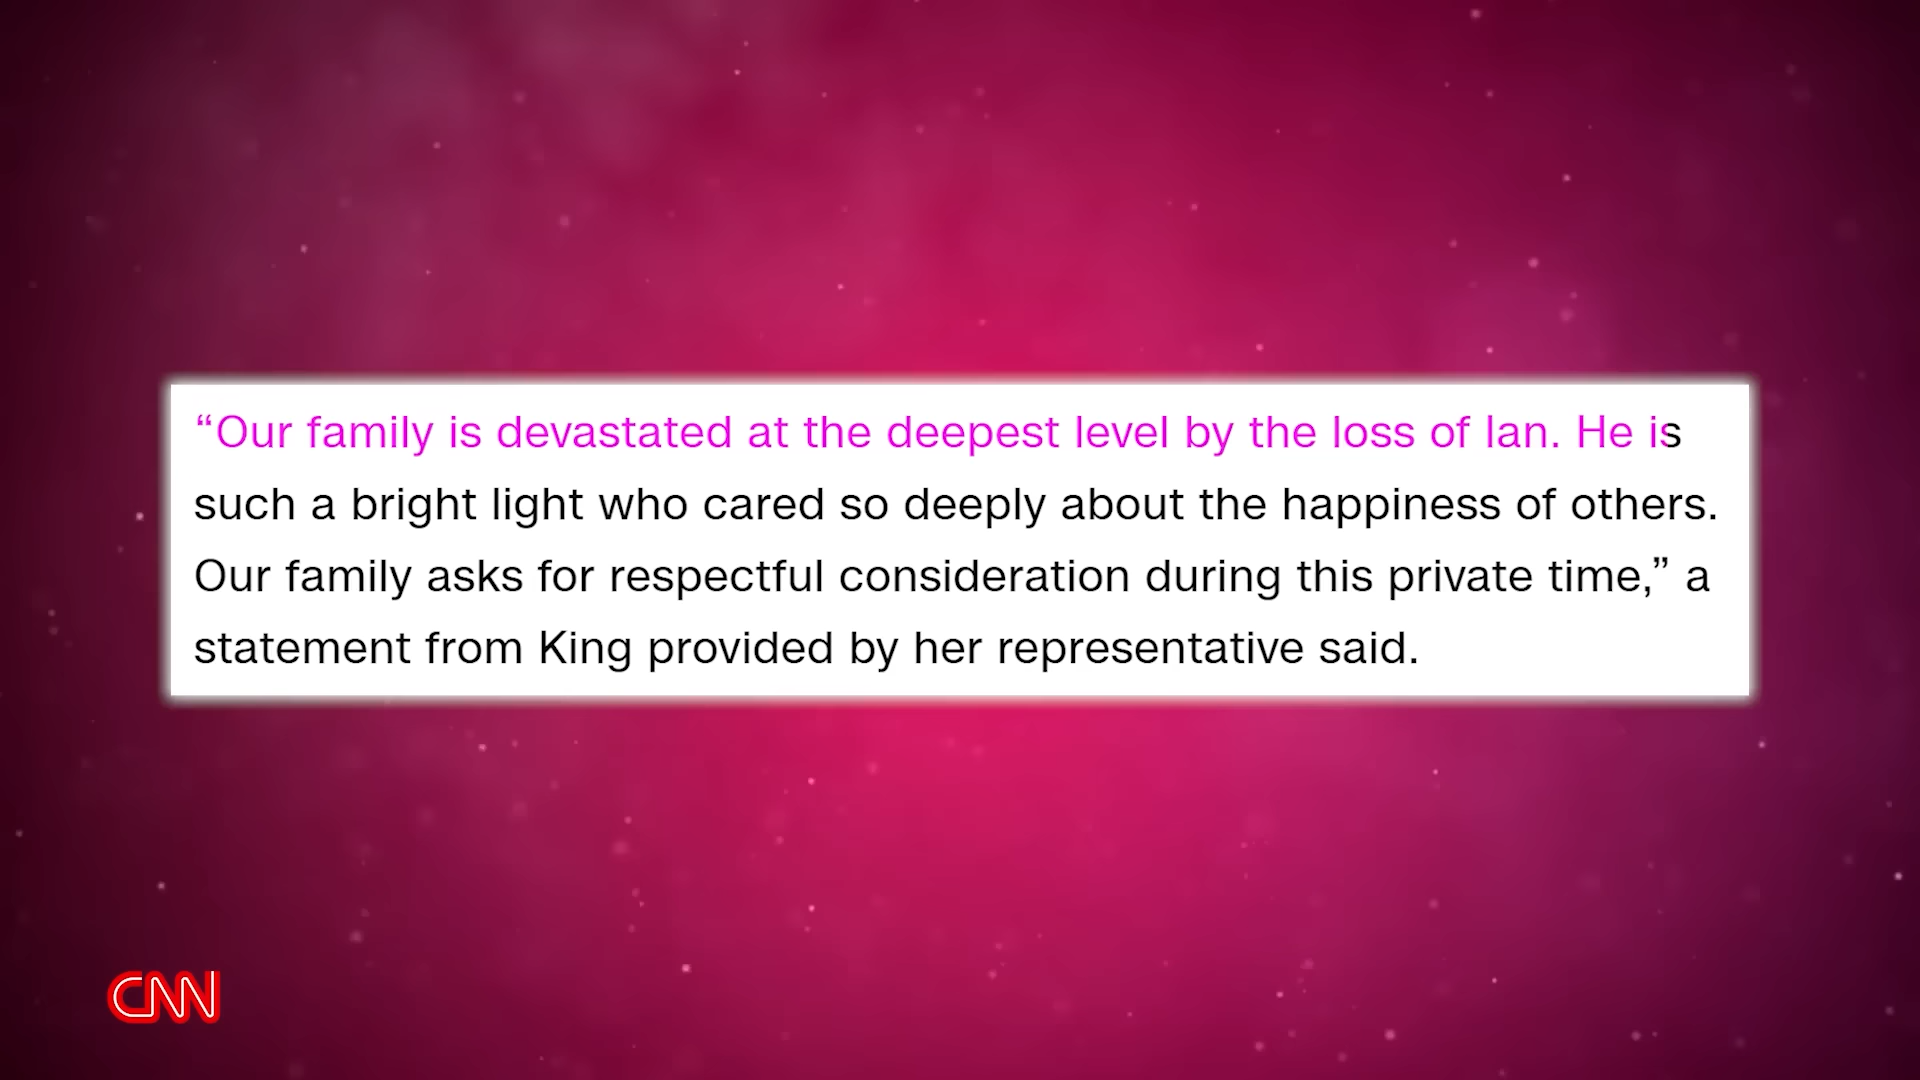 “Our family is devastated at the deepest level by the loss of Ian. He is
such a bright light who cared so deeply about the happiness of others.
Our family asks for respectful consideration during this private time,” a
statement from King provided by her representative said.
CNN